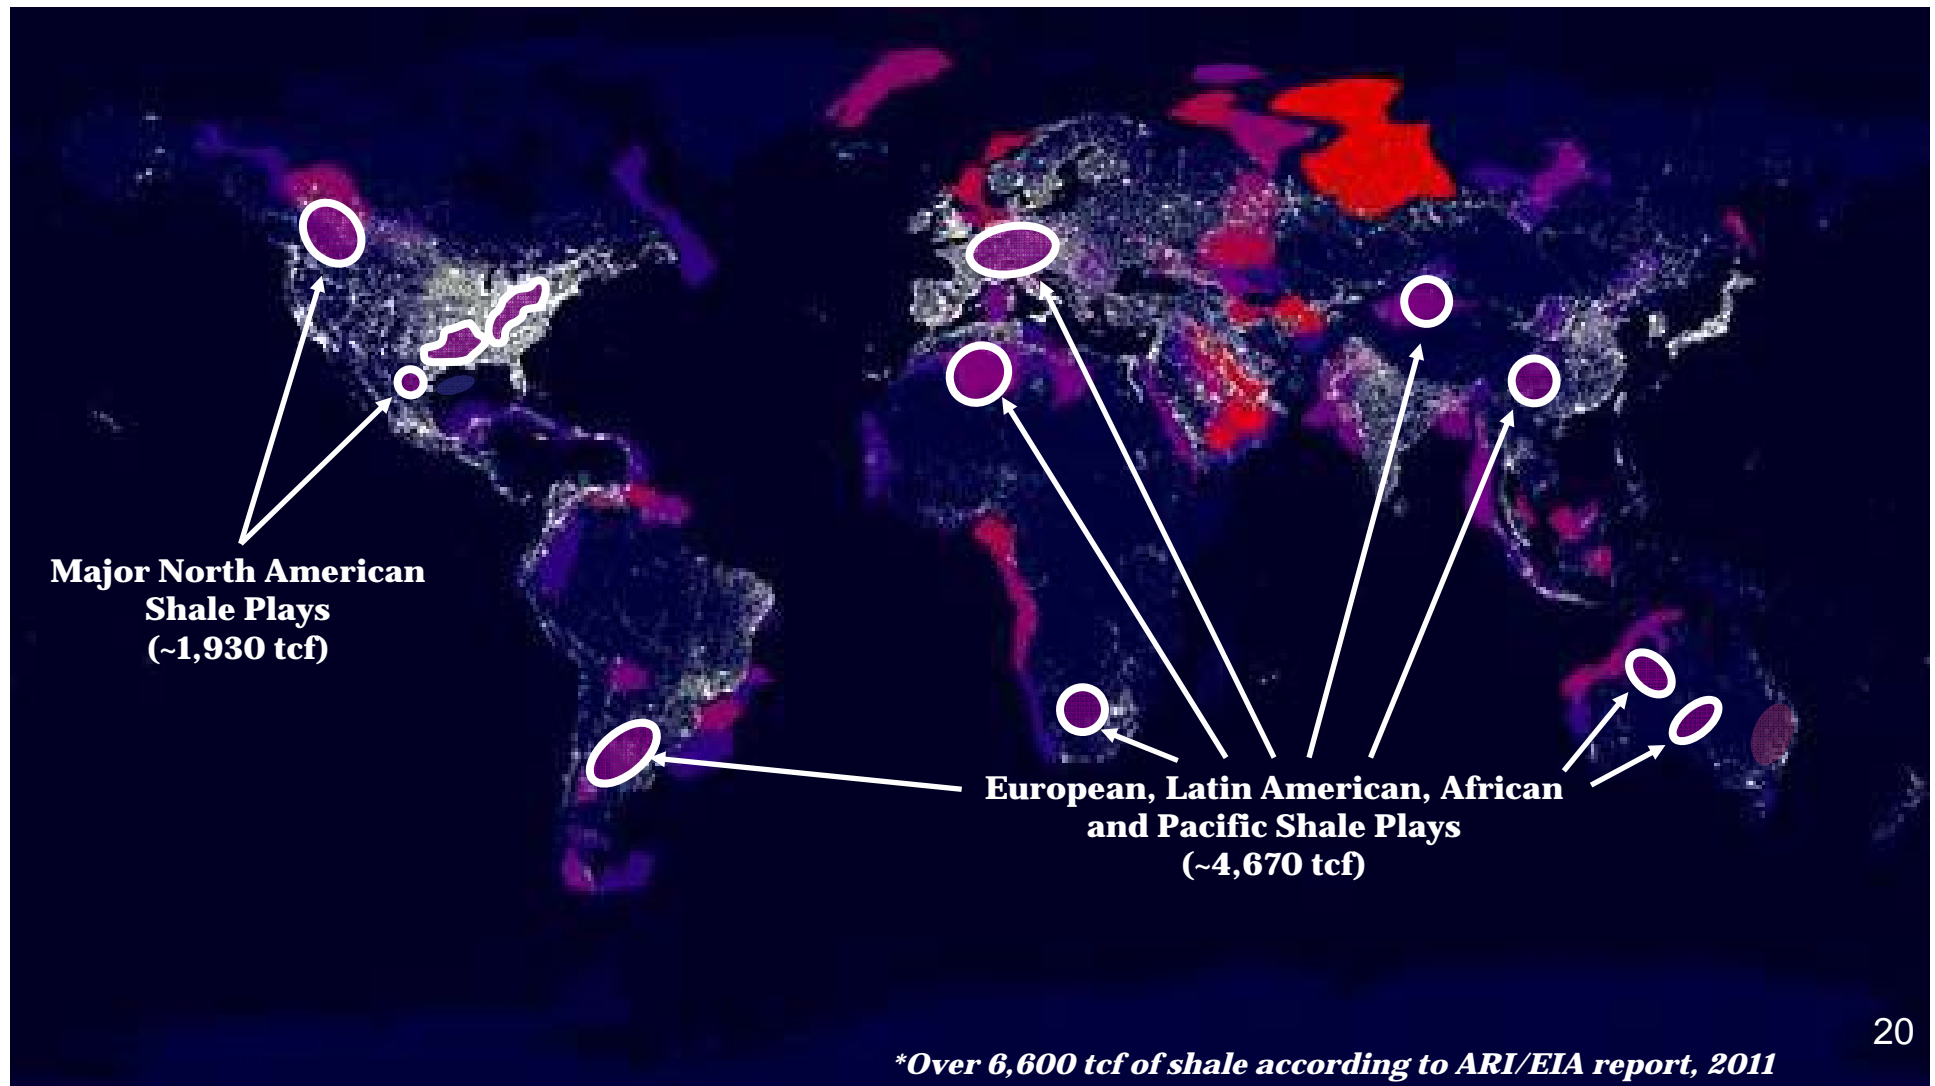 Major North American
Shale Plays
(~1,930 tcf)
European, Latin American, African
and Pacific Shale Plays
(~4,670 tcf)
20
*Over 6,600 tcf of shale according to ARI/EIA report, 2011